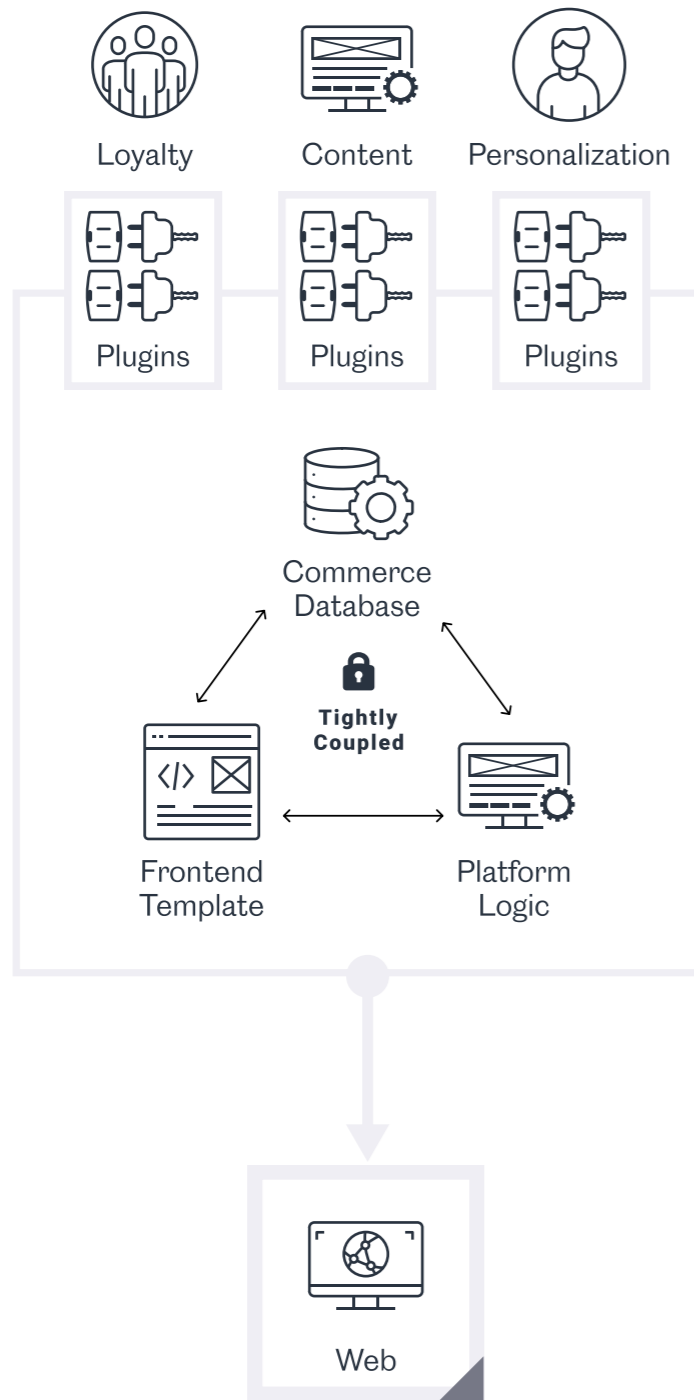 Loyalty
Content
Personalization
Plugins
Plugins
Plugins
Commerce
Database
Tightly
Coupled
Frontend
Template
Platform
Logic
Web